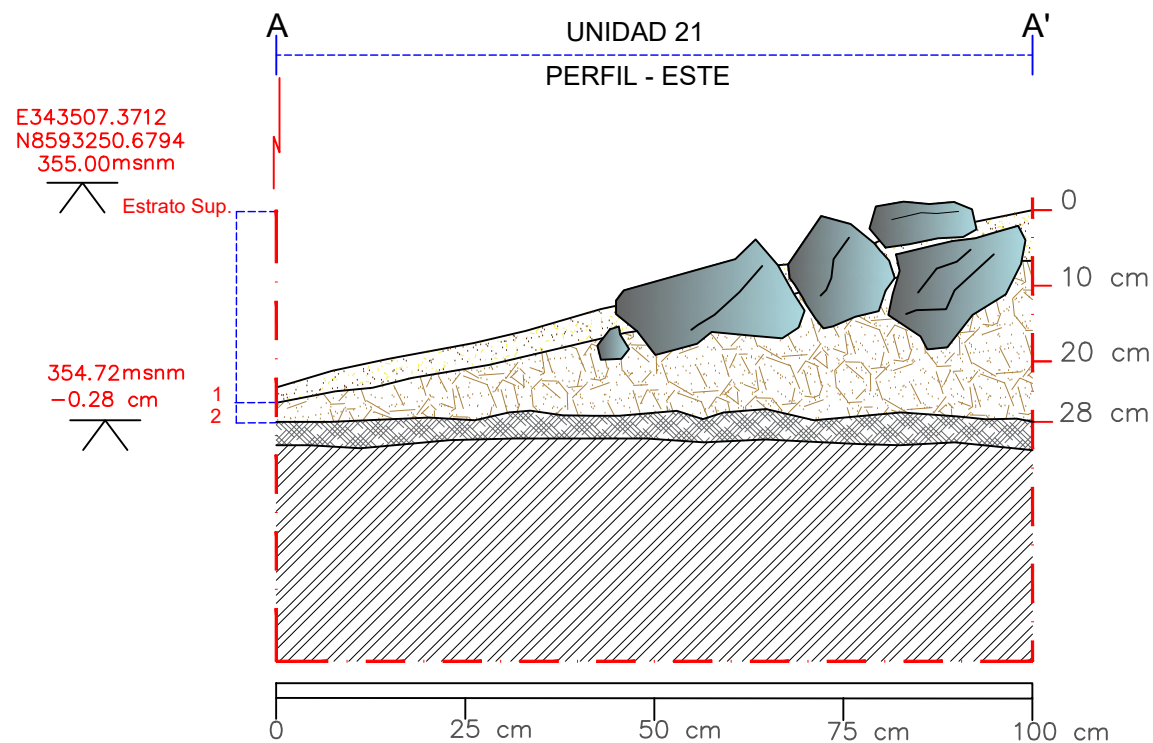 A
UNIDAD 21
A'
PERFIL - ESTE
E343507.3712
N8593250.6794
355.00msnm
Estrato Sup.
0
10 cm
20 cm
354.72msnm
-0.28 cm
1
2
28 cm
0
25 cm
50 cm
75 cm
100 cm